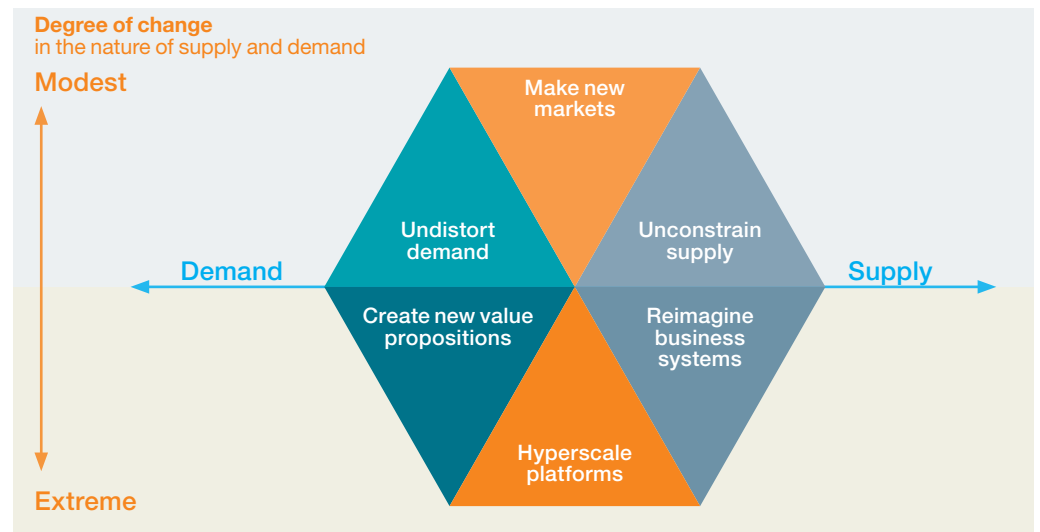 Degree of change
in the nature of supply and demand
Modest
Make new
markets
Undistort
demand
Unconstrain
supply
Demand
Supply
Create new value
propositions
Reimagine
business
systems
Hyperscale
platforms
Extreme